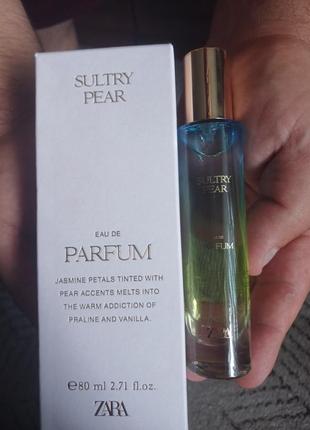 SULTRY
PEAR
EAU DE
PARFUM
JASMINE PETALS TINTED WITH
PEAR ACCENTS MELTS INTO
THE WARM ADDICTION OF
PRALINE AND VANILLA.
℮80 ml 2.71 fl.oz.
ZARA
SULTRY
PEAR
PARFUM
ZARA